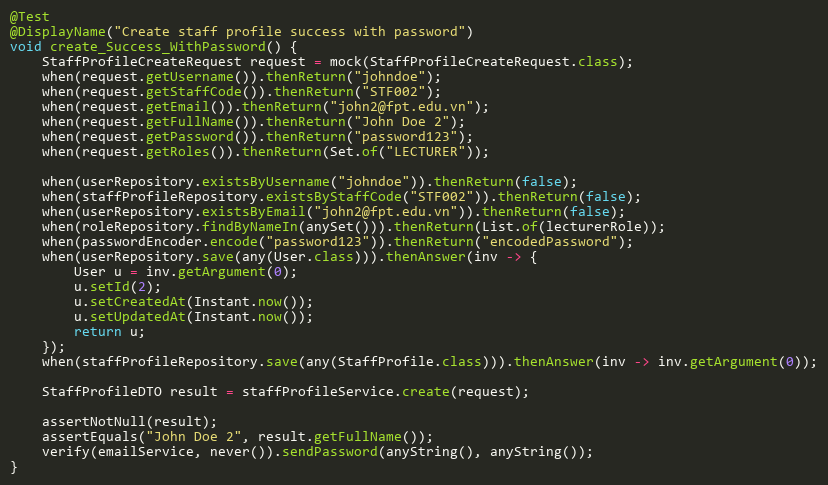 @Test
@DisplayName("Create staff profile success with password")
void create_Success_WithPassword() {
    StaffProfileCreateRequest request = mock(StaffProfileCreateRequest.class);
    when(request.getUsername()).thenReturn("johndoe");
    when(request.getStaffCode()).thenReturn("STF002");
    when(request.getEmail()).thenReturn("john2@fpt.edu.vn");
    when(request.getFullName()).thenReturn("John Doe 2");
    when(request.getPassword()).thenReturn("password123");
    when(request.getRoles()).thenReturn(Set.of("LECTURER"));

    when(userRepository.existsByUsername("johndoe")).thenReturn(false);
    when(staffProfileRepository.existsByStaffCode("STF002")).thenReturn(false);
    when(userRepository.existsByEmail("john2@fpt.edu.vn")).thenReturn(false);
    when(roleRepository.findByNameIn(anySet())).thenReturn(List.of(lecturerRole));
    when(passwordEncoder.encode("password123")).thenReturn("encodedPassword");
    when(userRepository.save(any(User.class))).thenAnswer(inv -> {
        User u = inv.getArgument(0);
        u.setId(2);
        u.setCreatedAt(Instant.now());
        u.setUpdatedAt(Instant.now());
        return u;
    });
    when(staffProfileRepository.save(any(StaffProfile.class))).thenAnswer(inv -> inv.getArgument(0));

    StaffProfileDTO result = staffProfileService.create(request);

    assertNotNull(result);
    assertEquals("John Doe 2", result.getFullName());
    verify(emailService, never()).sendPassword(anyString(), anyString());
}